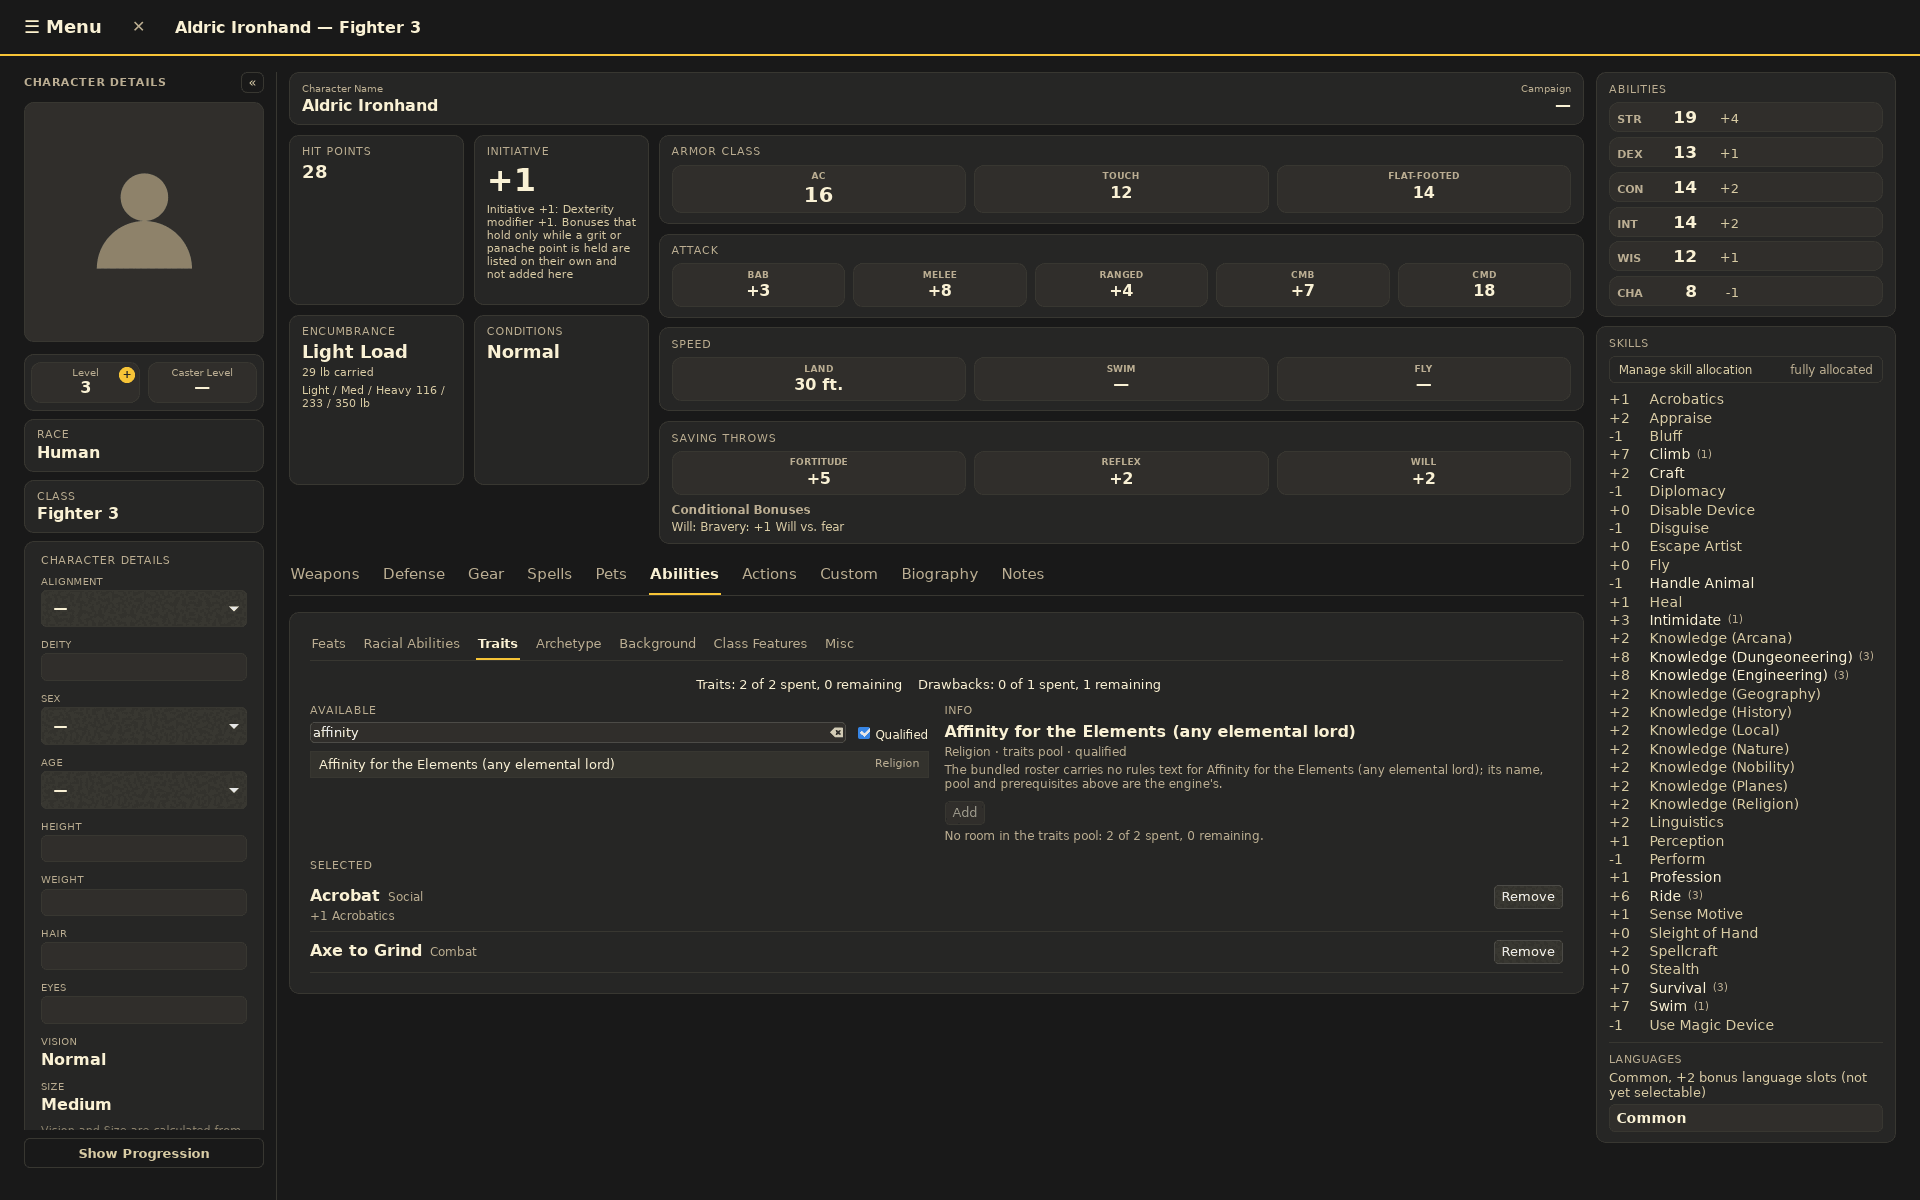 ☰ Menu ✕ Aldric Ironhand — Fighter 3
CHARACTER DETAILS «
Level
3 +
Caster Level
—
RACE
Human
CLASS
Fighter 3
CHARACTER DETAILS
ALIGNMENT
—
DEITY
SEX
—
AGE
—
HEIGHT
WEIGHT
HAIR
EYES
VISION
Normal
SIZE
Medium
Vision and Size are calculated from
Show Progression
Character Name
Aldric Ironhand
Campaign
—
HIT POINTS
28
INITIATIVE
+1
Initiative +1: Dexterity
modifier +1. Bonuses that
hold only while a grit or
panache point is held are
listed on their own and
not added here
ENCUMBRANCE
Light Load
29 lb carried
Light / Med / Heavy 116 /
233 / 350 lb
CONDITIONS
Normal
ARMOR CLASS
AC
16
TOUCH
12
FLAT-FOOTED
14
ATTACK
BAB
+3
MELEE
+8
RANGED
+4
CMB
+7
CMD
18
SPEED
LAND
30 ft.
SWIM
—
FLY
—
SAVING THROWS
FORTITUDE
+5
REFLEX
+2
WILL
+2
Conditional Bonuses
Will: Bravery: +1 Will vs. fear
Weapons Defense Gear Spells Pets Abilities Actions Custom Biography Notes
Feats Racial Abilities Traits Archetype Background Class Features Misc
Traits: 2 of 2 spent, 0 remaining Drawbacks: 0 of 1 spent, 1 remaining
AVAILABLE
affinity
Qualified
Affinity for the Elements (any elemental lord) Religion
INFO
Affinity for the Elements (any elemental lord)
Religion · traits pool · qualified
The bundled roster carries no rules text for Affinity for the Elements (any elemental lord); its name,
pool and prerequisites above are the engine's.
Add
No room in the traits pool: 2 of 2 spent, 0 remaining.
SELECTED
Acrobat Social Remove
+1 Acrobatics
Axe to Grind Combat Remove
ABILITIES
STR 19 +4
DEX 13 +1
CON 14 +2
INT 14 +2
WIS 12 +1
CHA 8 -1
SKILLS
Manage skill allocation fully allocated
+1 Acrobatics
+2 Appraise
-1 Bluff
+7 Climb (1)
+2 Craft
-1 Diplomacy
+0 Disable Device
-1 Disguise
+0 Escape Artist
+0 Fly
-1 Handle Animal
+1 Heal
+3 Intimidate (1)
+2 Knowledge (Arcana)
+8 Knowledge (Dungeoneering) (3)
+8 Knowledge (Engineering) (3)
+2 Knowledge (Geography)
+2 Knowledge (History)
+2 Knowledge (Local)
+2 Knowledge (Nature)
+2 Knowledge (Nobility)
+2 Knowledge (Planes)
+2 Knowledge (Religion)
+2 Linguistics
+1 Perception
-1 Perform
+1 Profession
+6 Ride (3)
+1 Sense Motive
+0 Sleight of Hand
+2 Spellcraft
+0 Stealth
+7 Survival (3)
+7 Swim (1)
-1 Use Magic Device
LANGUAGES
Common, +2 bonus language slots (not
yet selectable)
Common